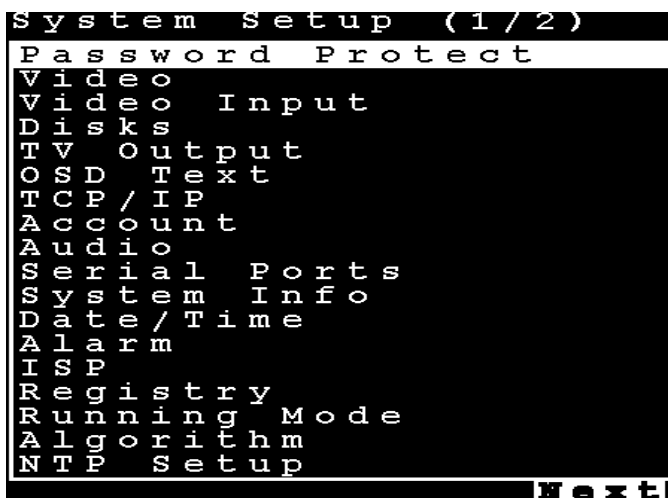 System Setup (1/2)
Password Protect
Video
Video Input
Disks
TV Output
OSD Text
TCP/IP
Account
Audio
Serial Ports
System Info
Date/Time
Alarm
ISP
Registry
Running Mode
Algorithm
NTP Setup
Next